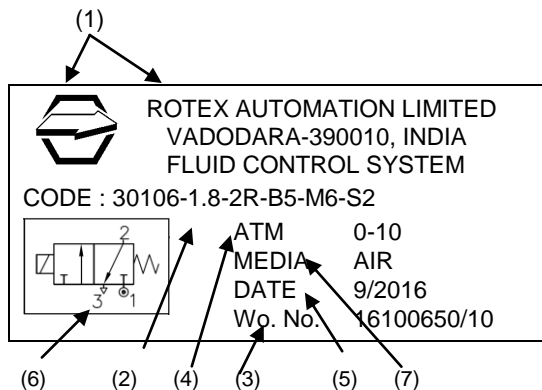 (1)
ROTEX AUTOMATION LIMITED
VADODARA-390010, INDIA
FLUID CONTROL SYSTEM
CODE : 30106-1.8-2R-B5-M6-S2
2
3 1
ATM 0-10
MEDIA AIR
DATE 9/2016
Wo. No. 16100650/10
(6) (2) (4) (3) (5) (7)